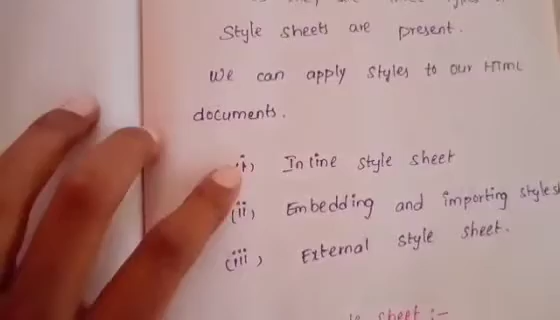 Style sheets are present.
We can apply styles to our HTML
documents.
(i) Inline style sheet
(ii) Embedding and importing styles
(iii) External style sheet.
sheet :-